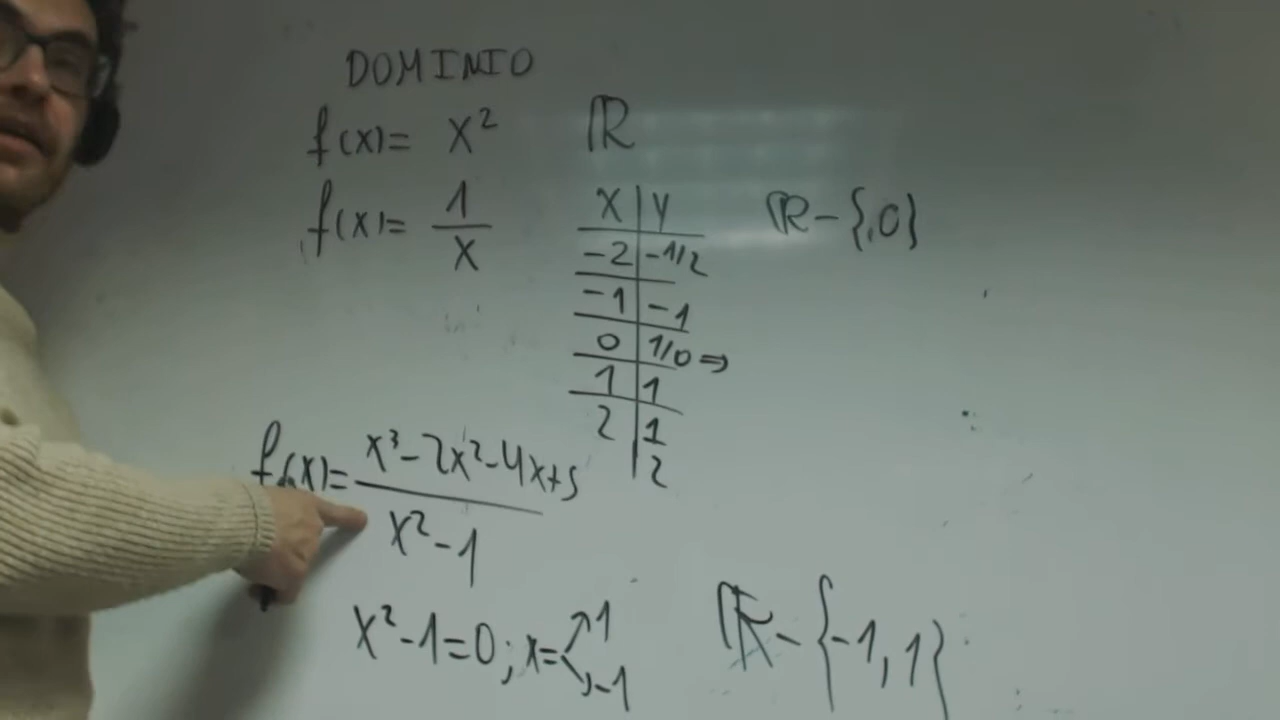 DOMINIO
f(x)= x² ℝ
f(x)= 1/x ℝ-{0}
x | y
-2 | -1/2
-1 | -1
0 | 1/0 ⇒
1 | 1
2 | 1/2
f(x)= (x³-2x²-4x+5)/(x²-1)
x²-1=0; x= 1, -1 ℝ-{-1,1}